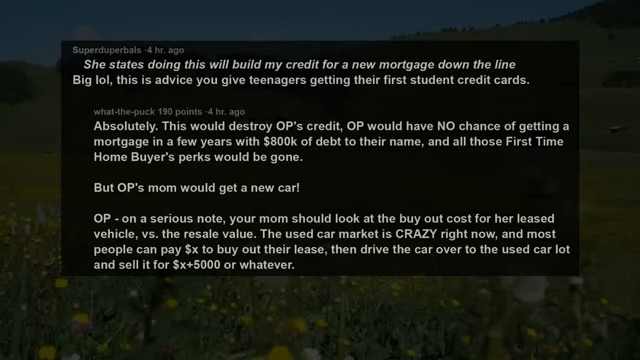 Superduperbals ·4 hr. ago
She states doing this will build my credit for a new mortgage down the line
Big lol, this is advice you give teenagers getting their first student credit cards.
what-the-puck 190 points ·4 hr. ago
Absolutely. This would destroy OP's credit, OP would have NO chance of getting a
mortgage in a few years with $800k of debt to their name, and all those First Time
Home Buyer's perks would be gone.
But OP's mom would get a new car!
OP - on a serious note, your mom should look at the buy out cost for her leased
vehicle, vs. the resale value. The used car market is CRAZY right now, and most
people can pay $x to buy out their lease, then drive the car over to the used car lot
and sell it for $x+5000 or whatever.